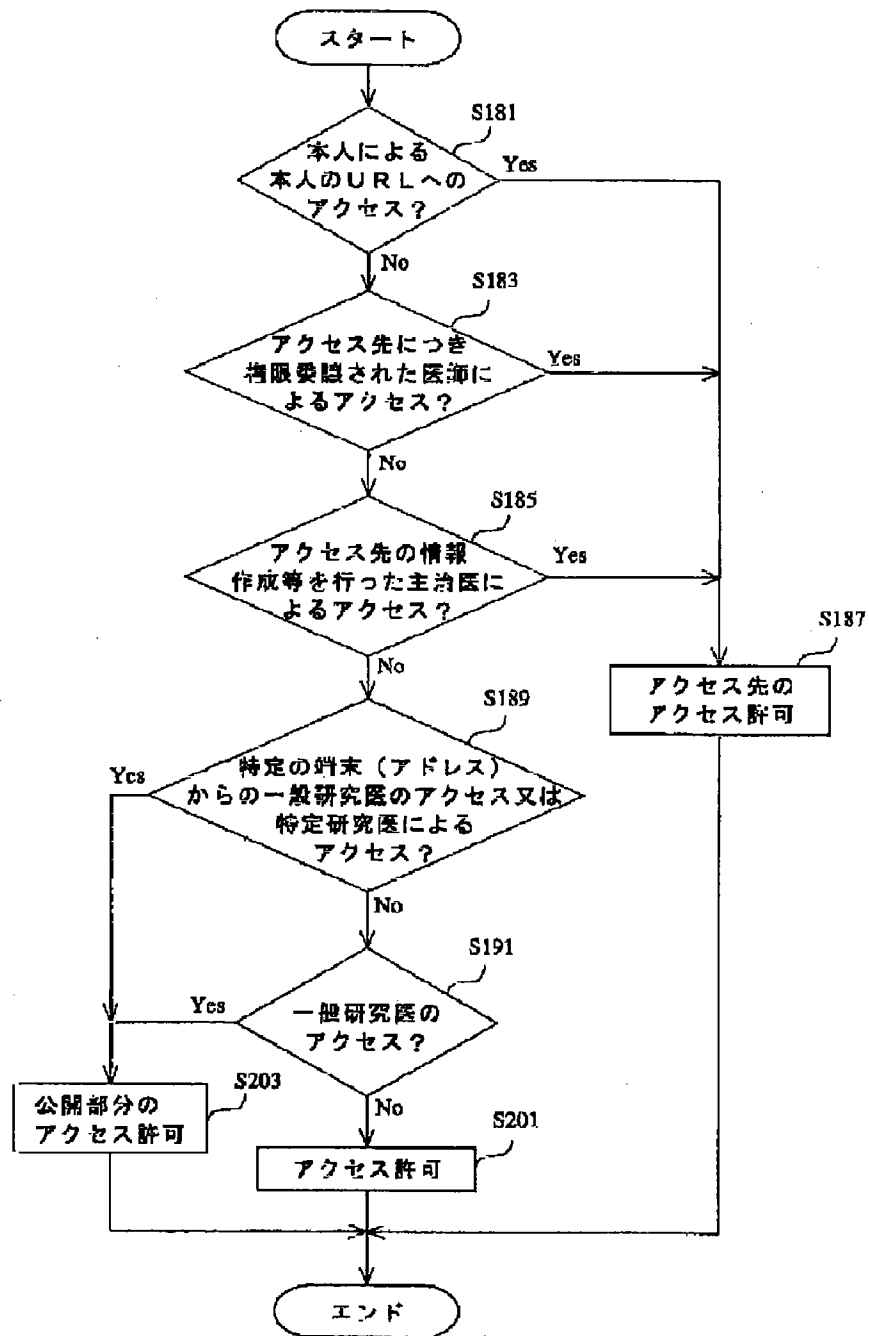 スタート
S181
本人による
本人のURLへの
アクセス?
Yes
No
S183
アクセス先につき
権限委譲された医師に
よるアクセス?
Yes
No
S185
アクセス先の情報
作成等を行った主治医に
よるアクセス?
Yes
No
S187
アクセス先の
アクセス許可
S189
特定の端末(アドレス)
からの一般研究医のアクセス又は
特定研究医による
アクセス?
Yes
No
S191
一般研究医の
アクセス?
Yes
No
S203
公開部分の
アクセス許可
S201
アクセス許可
エンド